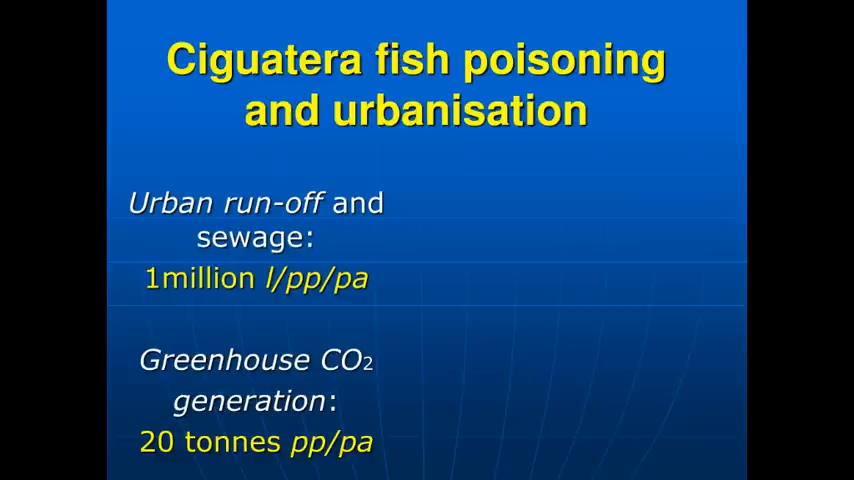 Ciguatera fish poisoning
and urbanisation
Urban run-off and
sewage:
1million l/pp/pa
Greenhouse CO₂
generation:
20 tonnes pp/pa